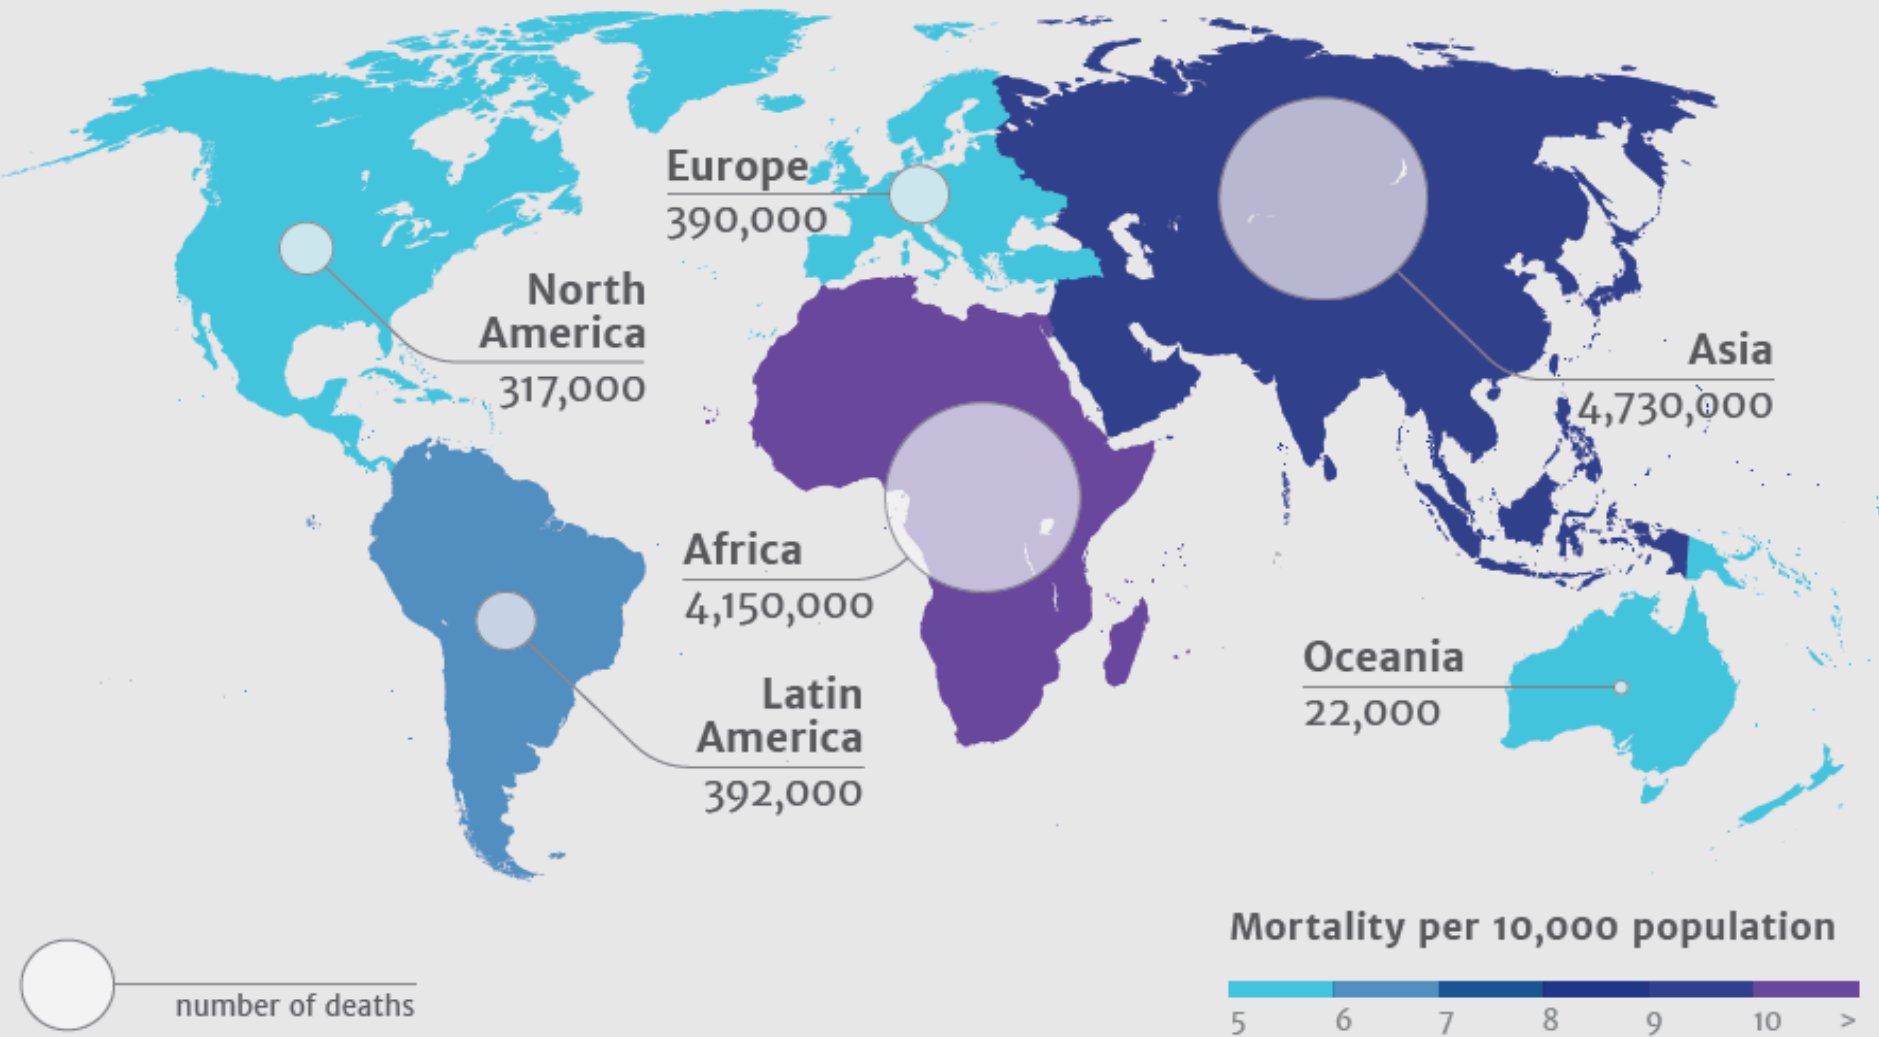 Europe
390,000
North
America
317,000
Asia
4,730,000
Africa
4,150,000
Oceania
22,000
Latin
America
392,000
number of deaths
Mortality per 10,000 population
5 6 7 8 9 10 >